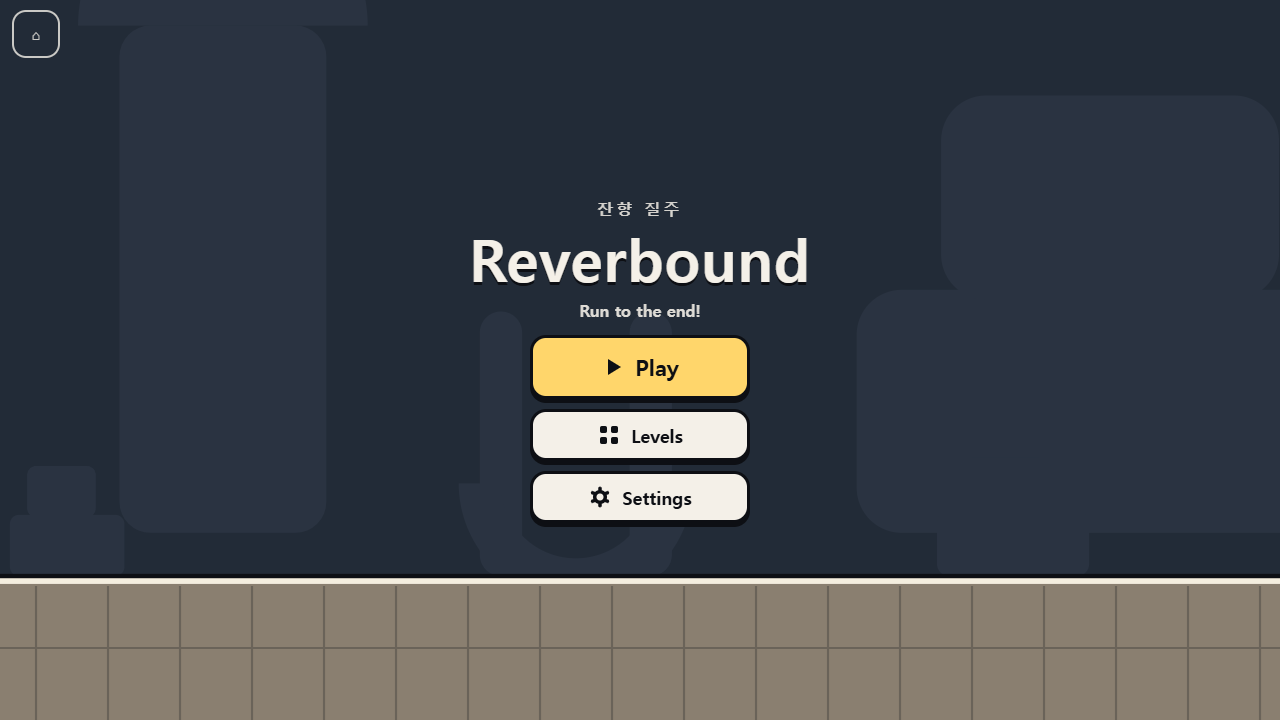 잔향 질주
Reverbound
Run to the end!
Play
Levels
Settings